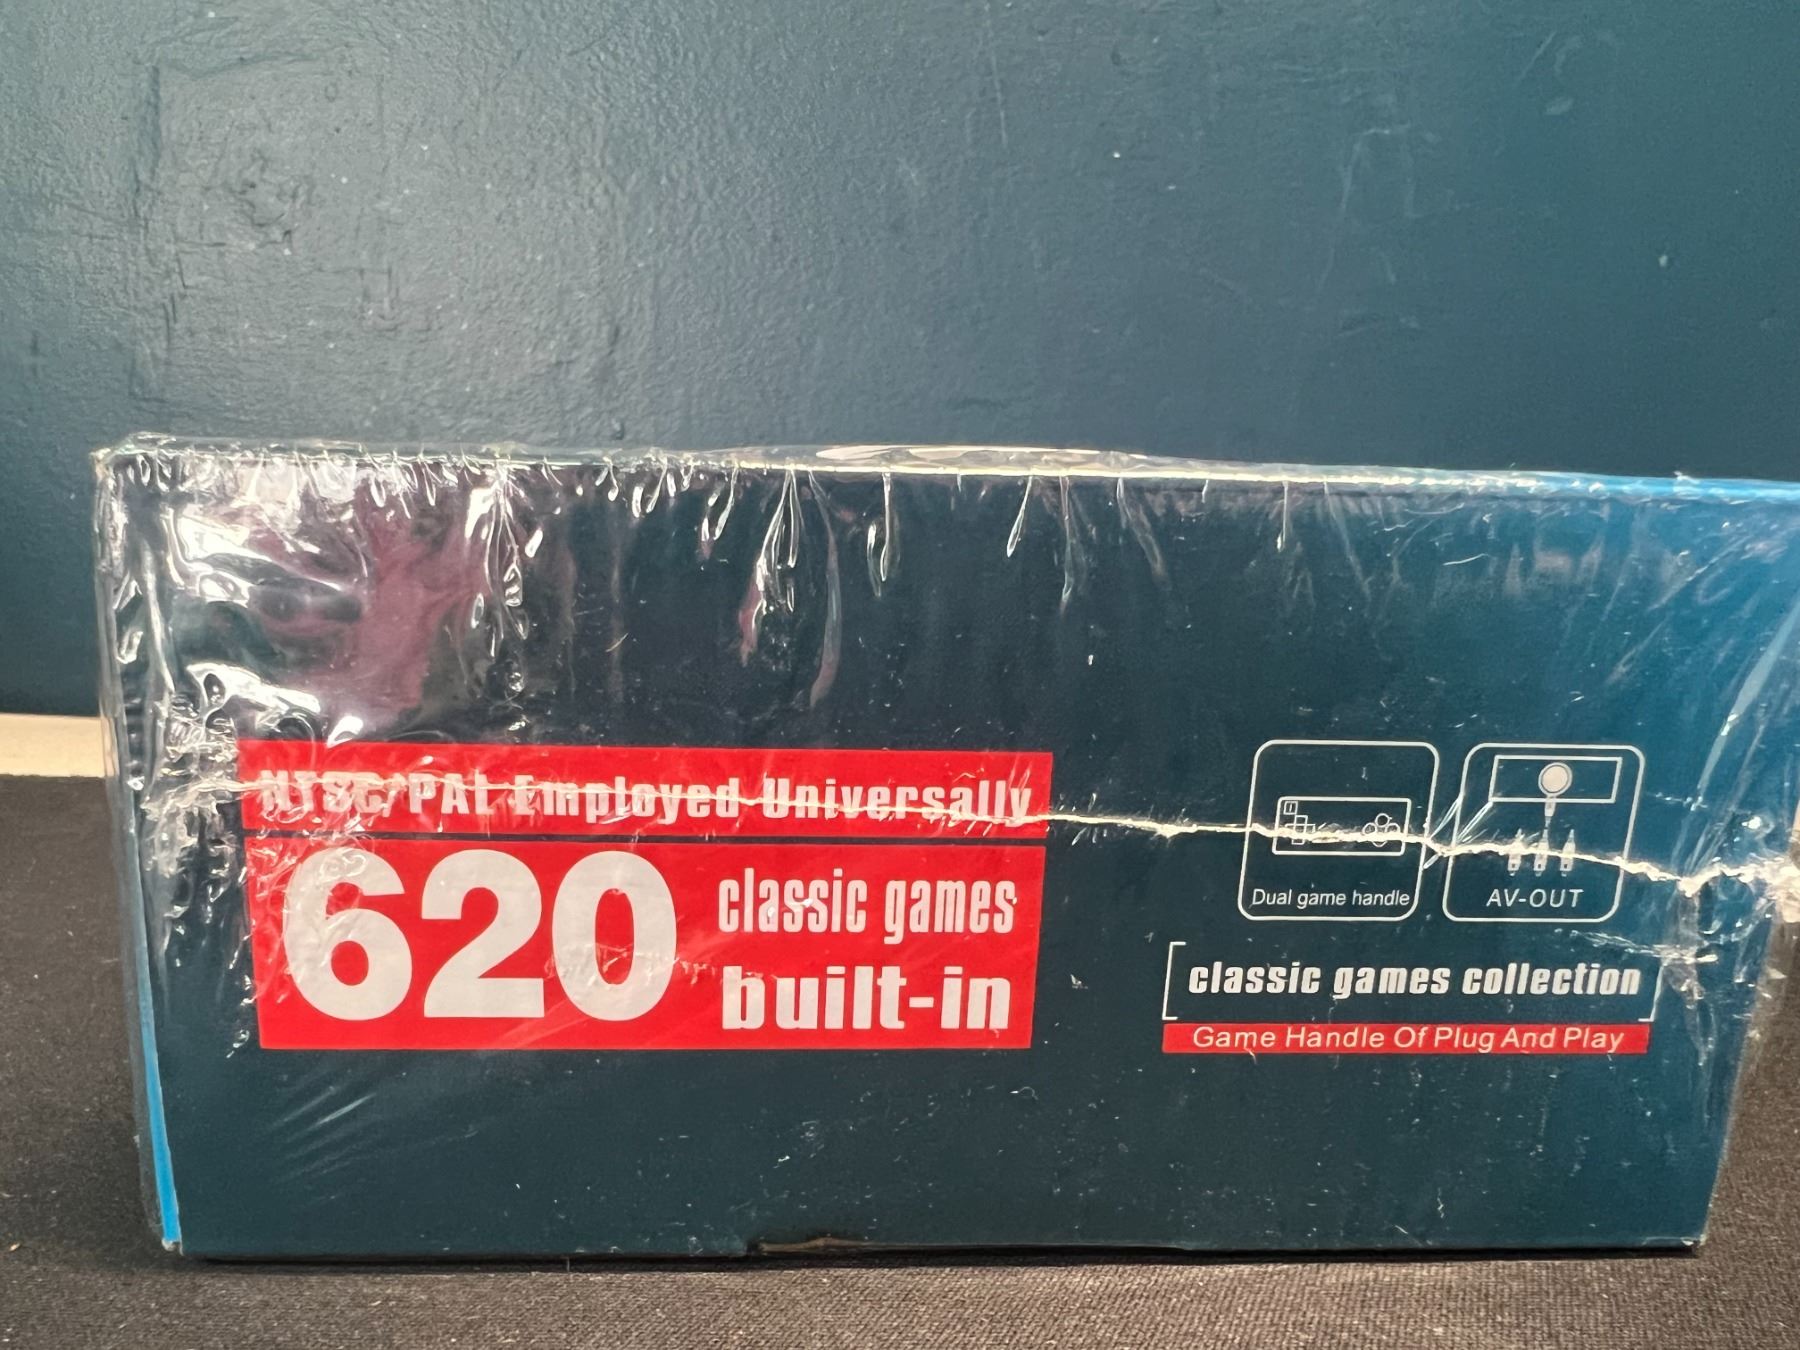 NTSC/PAL Employed Universally
620 classic games
built-in
Dual game handle
AV-OUT
classic games collection
Game Handle Of Plug And Play